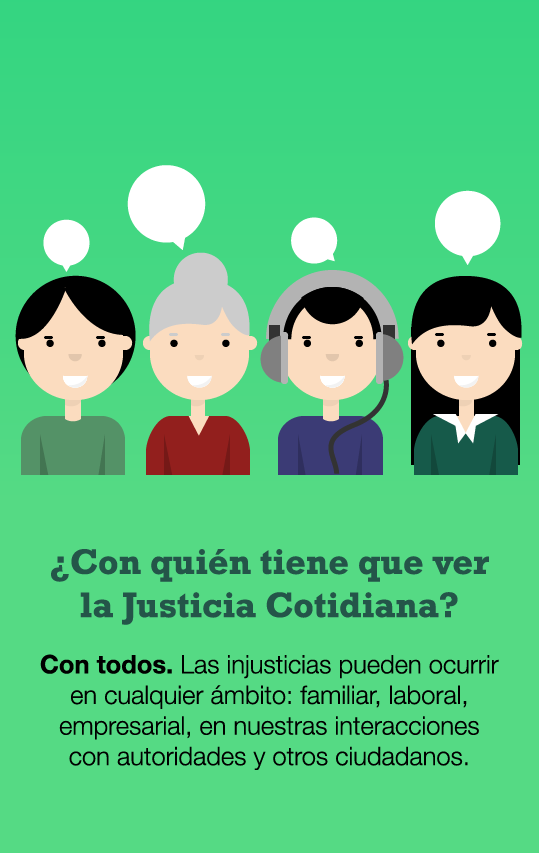 ¿Con quién tiene que ver
la Justicia Cotidiana?
Con todos. Las injusticias pueden ocurrir
en cualquier ámbito: familiar, laboral,
empresarial, en nuestras interacciones
con autoridades y otros ciudadanos.